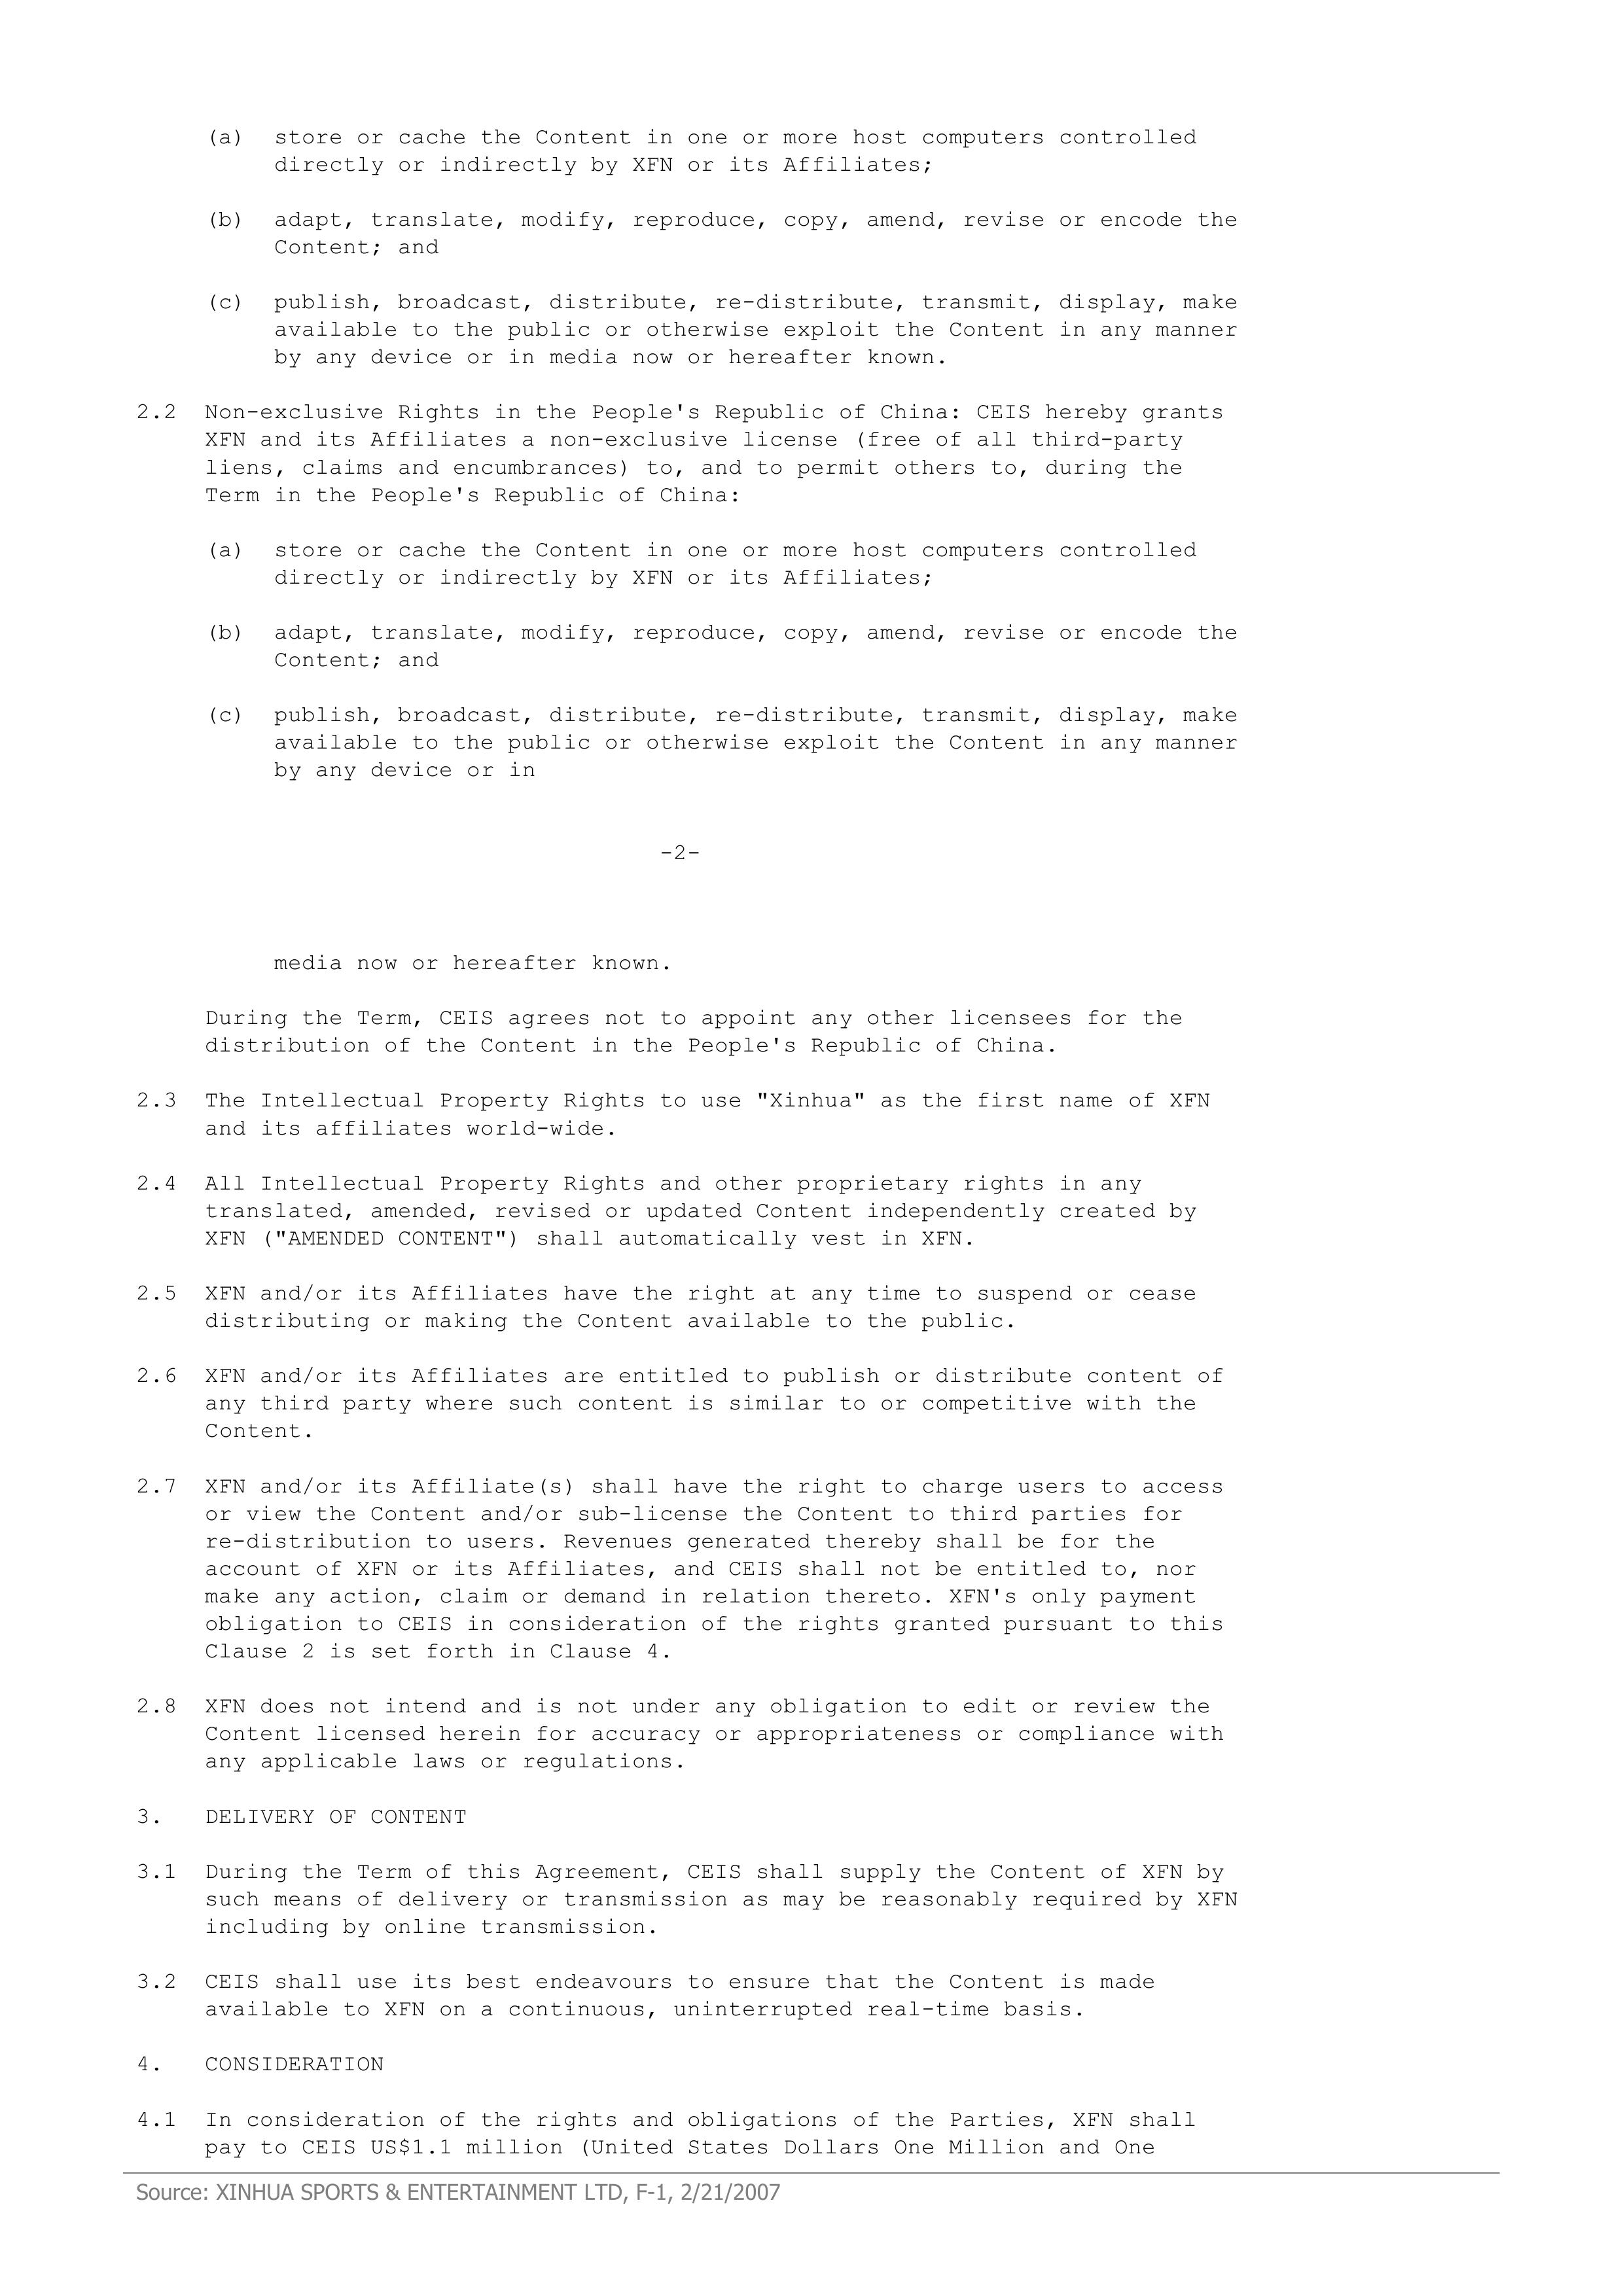 (a) store or cache the Content in one or more host computers controlled
directly or indirectly by XFN or its Affiliates;
(b) adapt, translate, modify, reproduce, copy, amend, revise or encode the
Content; and
(c) publish, broadcast, distribute, re-distribute, transmit, display, make
available to the public or otherwise exploit the Content in any manner
by any device or in media now or hereafter known.
2.2 Non-exclusive Rights in the People's Republic of China: CEIS hereby grants
XFN and its Affiliates a non-exclusive license (free of all third-party
liens, claims and encumbrances) to, and to permit others to, during the
Term in the People's Republic of China:
(a) store or cache the Content in one or more host computers controlled
directly or indirectly by XFN or its Affiliates;
(b) adapt, translate, modify, reproduce, copy, amend, revise or encode the
Content; and
(c) publish, broadcast, distribute, re-distribute, transmit, display, make
available to the public or otherwise exploit the Content in any manner
by any device or in
-2-
media now or hereafter known.
During the Term, CEIS agrees not to appoint any other licensees for the
distribution of the Content in the People's Republic of China.
2.3 The Intellectual Property Rights to use "Xinhua" as the first name of XFN
and its affiliates world-wide.
2.4 All Intellectual Property Rights and other proprietary rights in any
translated, amended, revised or updated Content independently created by
XFN ("AMENDED CONTENT") shall automatically vest in XFN.
2.5 XFN and/or its Affiliates have the right at any time to suspend or cease
distributing or making the Content available to the public.
2.6 XFN and/or its Affiliates are entitled to publish or distribute content of
any third party where such content is similar to or competitive with the
Content.
2.7 XFN and/or its Affiliate(s) shall have the right to charge users to access
or view the Content and/or sub-license the Content to third parties for
re-distribution to users. Revenues generated thereby shall be for the
account of XFN or its Affiliates, and CEIS shall not be entitled to, nor
make any action, claim or demand in relation thereto. XFN's only payment
obligation to CEIS in consideration of the rights granted pursuant to this
Clause 2 is set forth in Clause 4.
2.8 XFN does not intend and is not under any obligation to edit or review the
Content licensed herein for accuracy or appropriateness or compliance with
any applicable laws or regulations.
3. DELIVERY OF CONTENT
3.1 During the Term of this Agreement, CEIS shall supply the Content of XFN by
such means of delivery or transmission as may be reasonably required by XFN
including by online transmission.
3.2 CEIS shall use its best endeavours to ensure that the Content is made
available to XFN on a continuous, uninterrupted real-time basis.
4. CONSIDERATION
4.1 In consideration of the rights and obligations of the Parties, XFN shall
pay to CEIS US$1.1 million (United States Dollars One Million and One
Source: XINHUA SPORTS & ENTERTAINMENT LTD, F-1, 2/21/2007